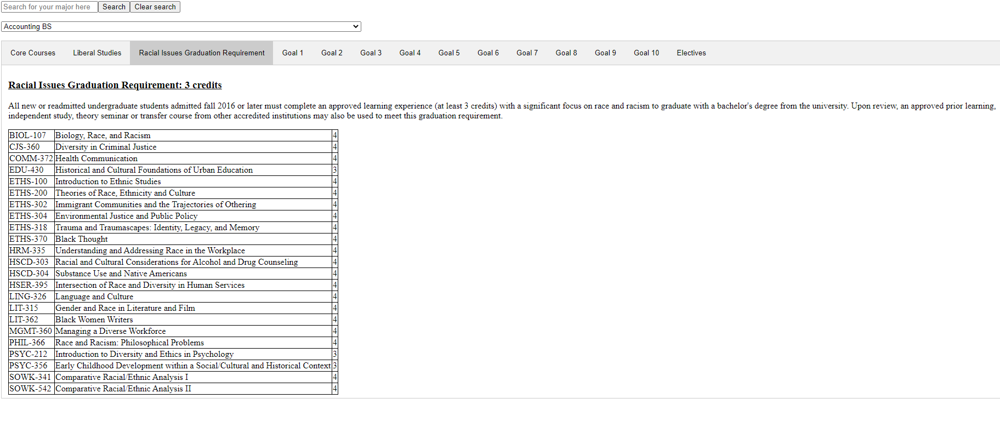 Search for your major here Search Clear search
Accounting BS
Core Courses Liberal Studies Racial Issues Graduation Requirement Goal 1 Goal 2 Goal 3 Goal 4 Goal 5 Goal 6 Goal 7 Goal 8 Goal 9 Goal 10 Electives
Racial Issues Graduation Requirement: 3 credits
All new or readmitted undergraduate students admitted fall 2016 or later must complete an approved learning experience (at least 3 credits) with a significant focus on race and racism to graduate with a bachelor's degree from the university. Upon review, an approved prior learning,
independent study, theory seminar or transfer course from other accredited institutions may also be used to meet this graduation requirement.
BIOL-107 Biology, Race, and Racism 4
CJS-360 Diversity in Criminal Justice 4
COMM-372 Health Communication 4
EDU-430 Historical and Cultural Foundations of Urban Education 3
ETHS-100 Introduction to Ethnic Studies 4
ETHS-200 Theories of Race, Ethnicity and Culture 4
ETHS-302 Immigrant Communities and the Trajectories of Othering 4
ETHS-304 Environmental Justice and Public Policy 4
ETHS-318 Trauma and Traumascapes: Identity, Legacy, and Memory 4
ETHS-370 Black Thought 4
HRM-335 Understanding and Addressing Race in the Workplace 4
HSCD-303 Racial and Cultural Considerations for Alcohol and Drug Counseling 4
HSCD-304 Substance Use and Native Americans 4
HSER-395 Intersection of Race and Diversity in Human Services 4
LING-326 Language and Culture 4
LIT-315 Gender and Race in Literature and Film 4
LIT-362 Black Women Writers 4
MGMT-360 Managing a Diverse Workforce 4
PHIL-366 Race and Racism: Philosophical Problems 4
PSYC-212 Introduction to Diversity and Ethics in Psychology 3
PSYC-356 Early Childhood Development within a Social/Cultural and Historical Context 3
SOWK-341 Comparative Racial/Ethnic Analysis I 4
SOWK-542 Comparative Racial/Ethnic Analysis II 4